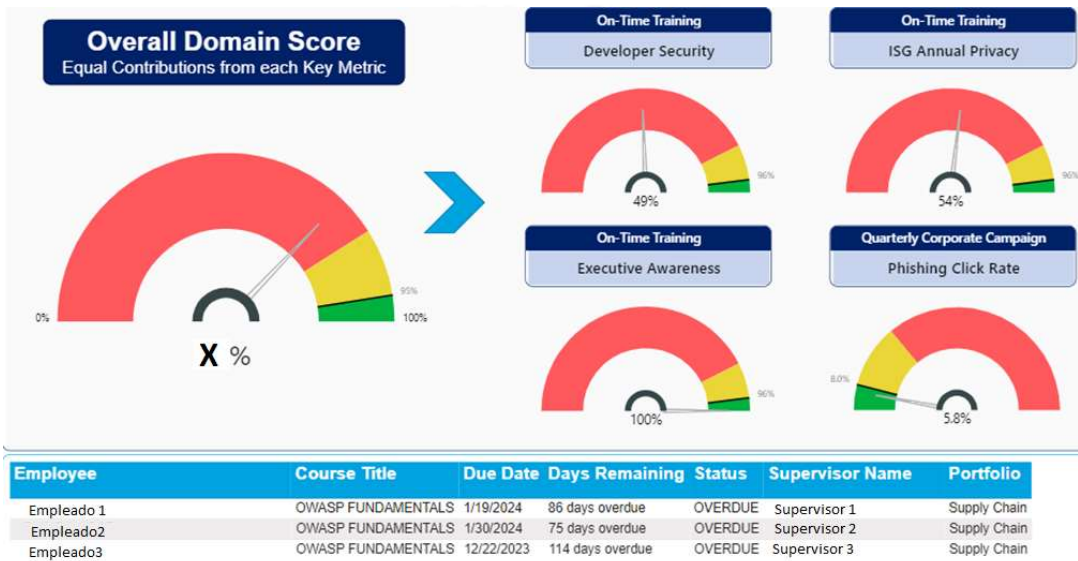 Overall Domain Score
Equal Contributions from each Key Metric
0%
95%
100%
X %
On-Time Training
Developer Security
96%
49%
On-Time Training
ISG Annual Privacy
96%
54%
On-Time Training
Executive Awareness
96%
100%
Quarterly Corporate Campaign
Phishing Click Rate
8.0%
5.8%
Employee Course Title Due Date Days Remaining Status Supervisor Name Portfolio
Empleado 1 OWASP FUNDAMENTALS 1/19/2024 86 days overdue OVERDUE Supervisor 1 Supply Chain
Empleado2 OWASP FUNDAMENTALS 1/30/2024 75 days overdue OVERDUE Supervisor 2 Supply Chain
Empleado3 OWASP FUNDAMENTALS 12/22/2023 114 days overdue OVERDUE Supervisor 3 Supply Chain